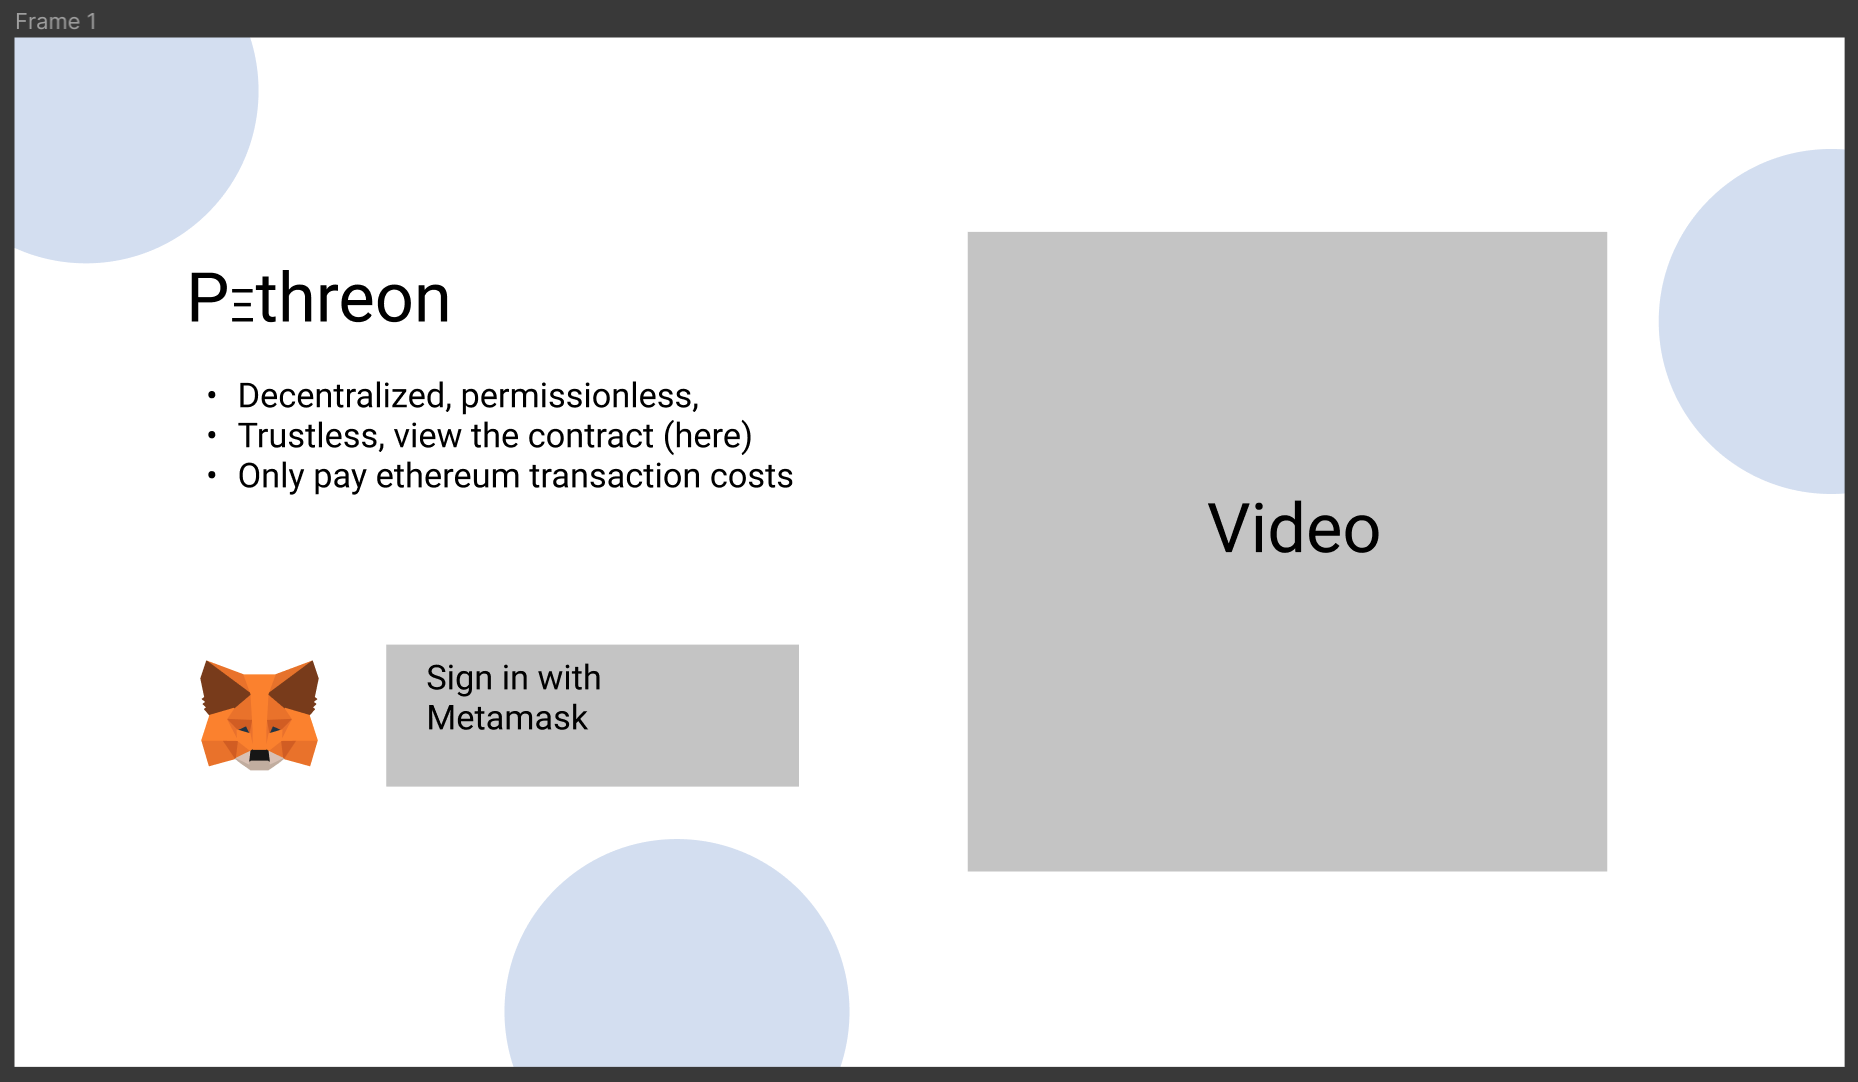 Frame 1
PΞthreon
• Decentralized, permissionless,
• Trustless, view the contract (here)
• Only pay ethereum transaction costs
Video
Sign in with
Metamask